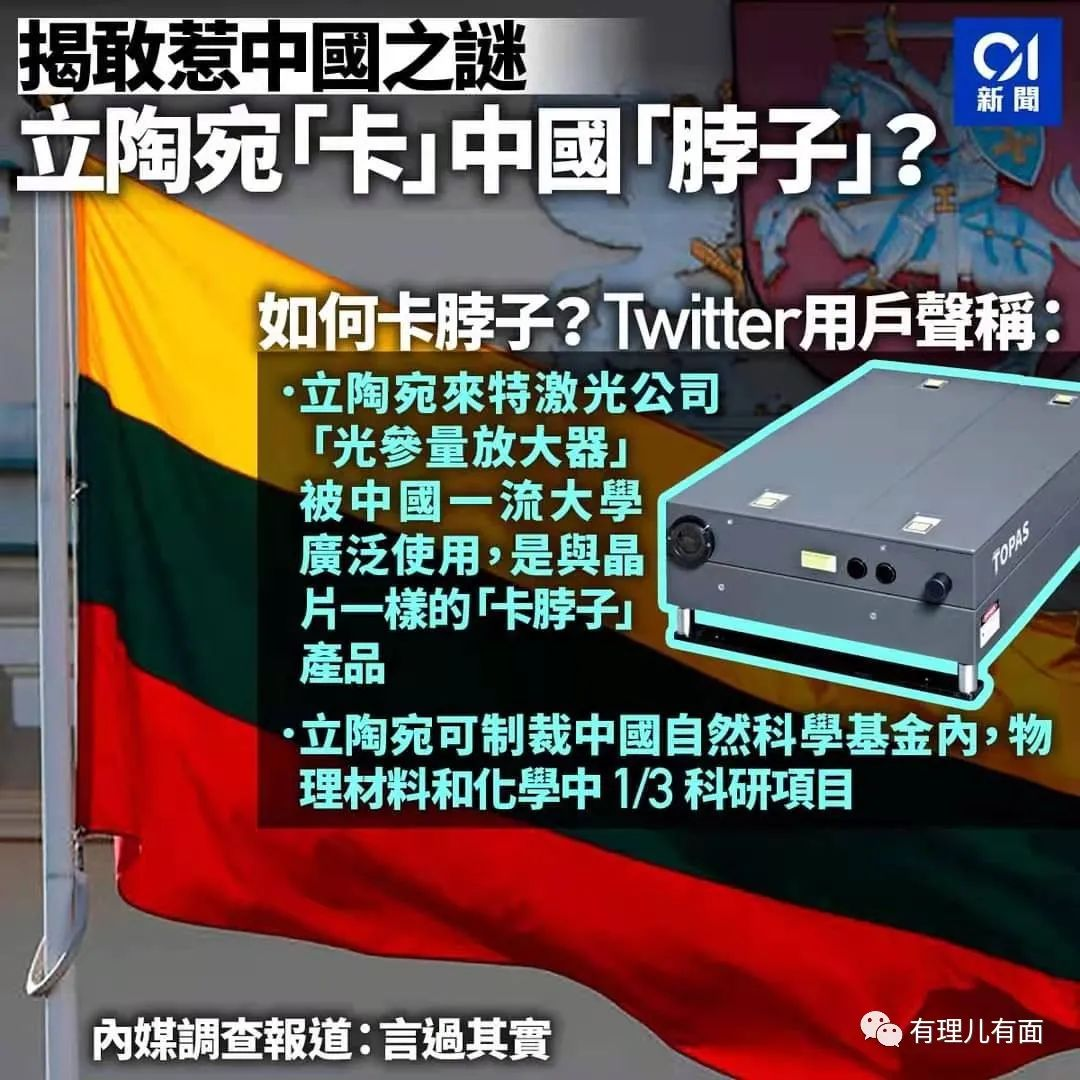 揭敢惹中國之謎
立陶宛「卡」中國「脖子」？
01
新聞
如何卡脖子？Twitter用戶聲稱：
·立陶宛來特激光公司
「光參量放大器」
被中國一流大學
廣泛使用，是與晶
片一樣的「卡脖子」
產品
TOPAS
·立陶宛可制裁中國自然科學基金內，物
理材料和化學中 1/3 科研項目
內媒調查報道：言過其實
有理儿有面